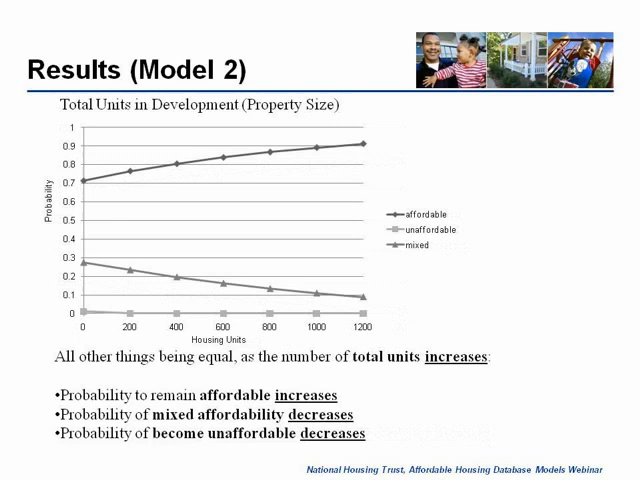 Results (Model 2)
Total Units in Development (Property Size)
1
0.9
0.8
0.7
0.6
0.5
0.4
0.3
0.2
0.1
0
Probability
0 200 400 600 800 1000 1200
Housing Units
affordable
unaffordable
mixed
All other things being equal, as the number of total units increases:
•Probability to remain affordable increases
•Probability of mixed affordability decreases
•Probability of become unaffordable decreases
National Housing Trust, Affordable Housing Database Models Webinar